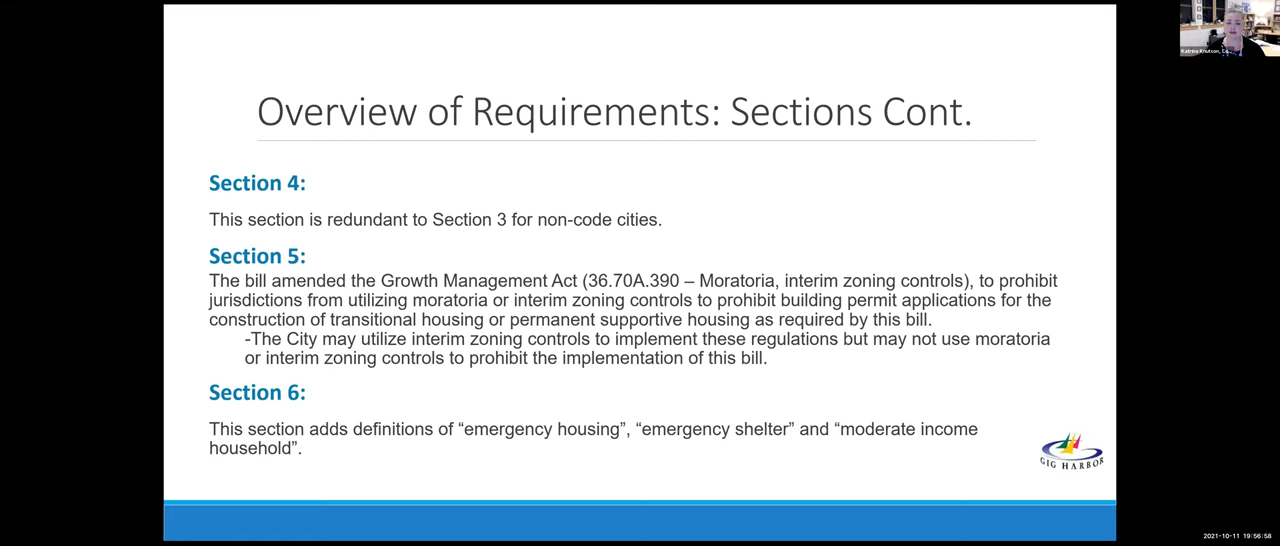 Overview of Requirements: Sections Cont.
Section 4:
This section is redundant to Section 3 for non-code cities.
Section 5:
The bill amended the Growth Management Act (36.70A.390 – Moratoria, interim zoning controls), to prohibit
jurisdictions from utilizing moratoria or interim zoning controls to prohibit building permit applications for the
construction of transitional housing or permanent supportive housing as required by this bill.
-The City may utilize interim zoning controls to implement these regulations but may not use moratoria
or interim zoning controls to prohibit the implementation of this bill.
Section 6:
This section adds definitions of “emergency housing”, “emergency shelter” and “moderate income
household”.
GIG HARBOR
Katrina Knutson, Co...
2021-10-11 19:56:58